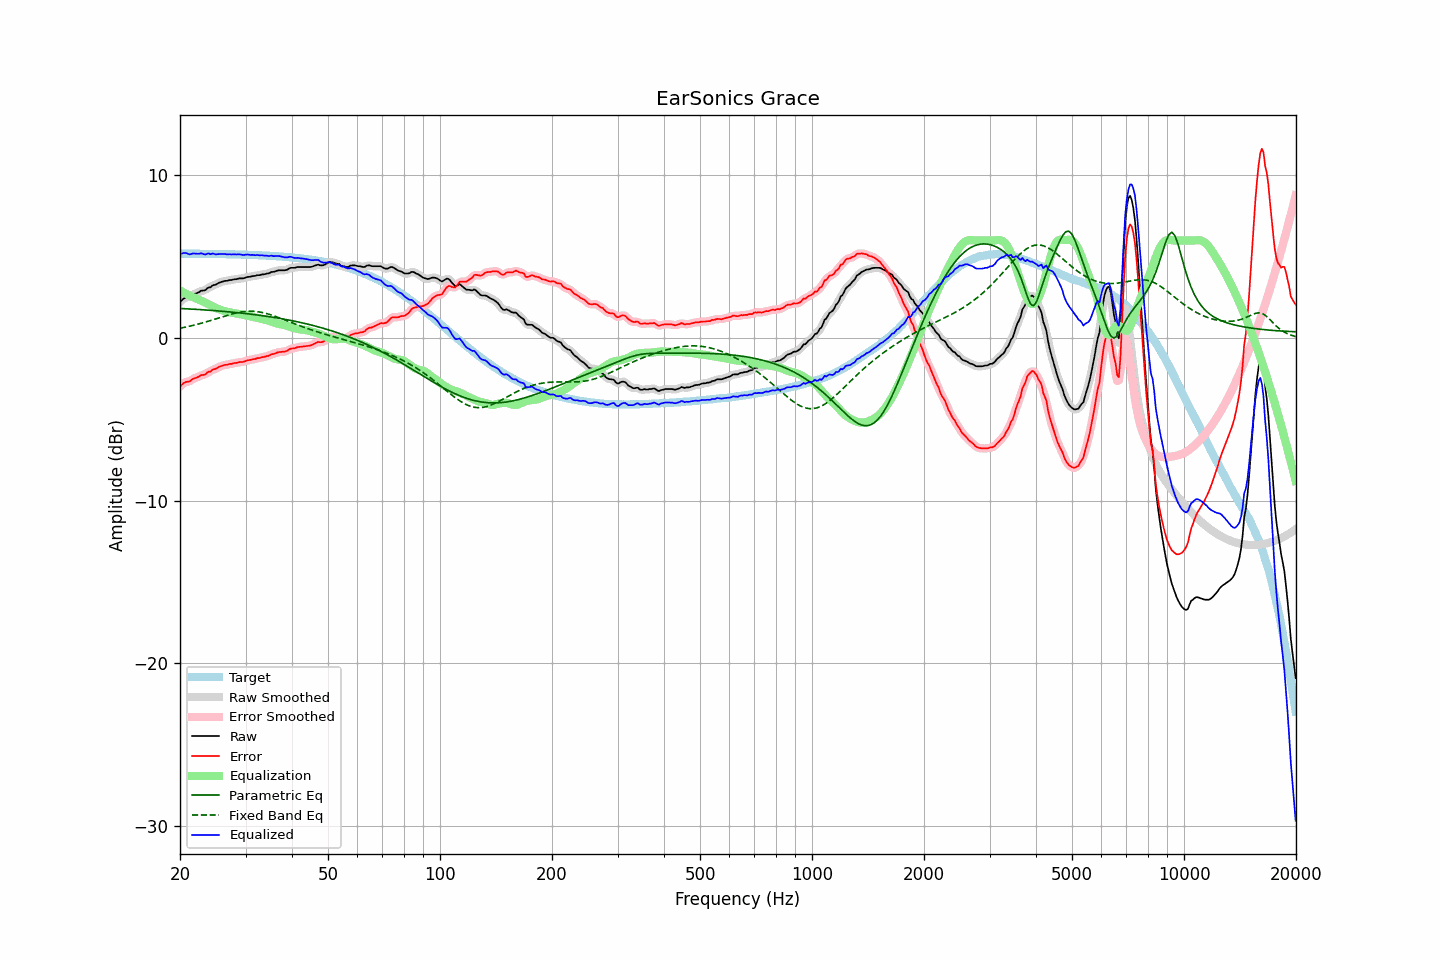 EarSonics Grace
Amplitude (dBr)
10
0
−10
−20
−30
Target
Raw Smoothed
Error Smoothed
Raw
Error
Equalization
Parametric Eq
Fixed Band Eq
Equalized
20 50 100 200 500 1000 2000 5000 10000 20000
Frequency (Hz)